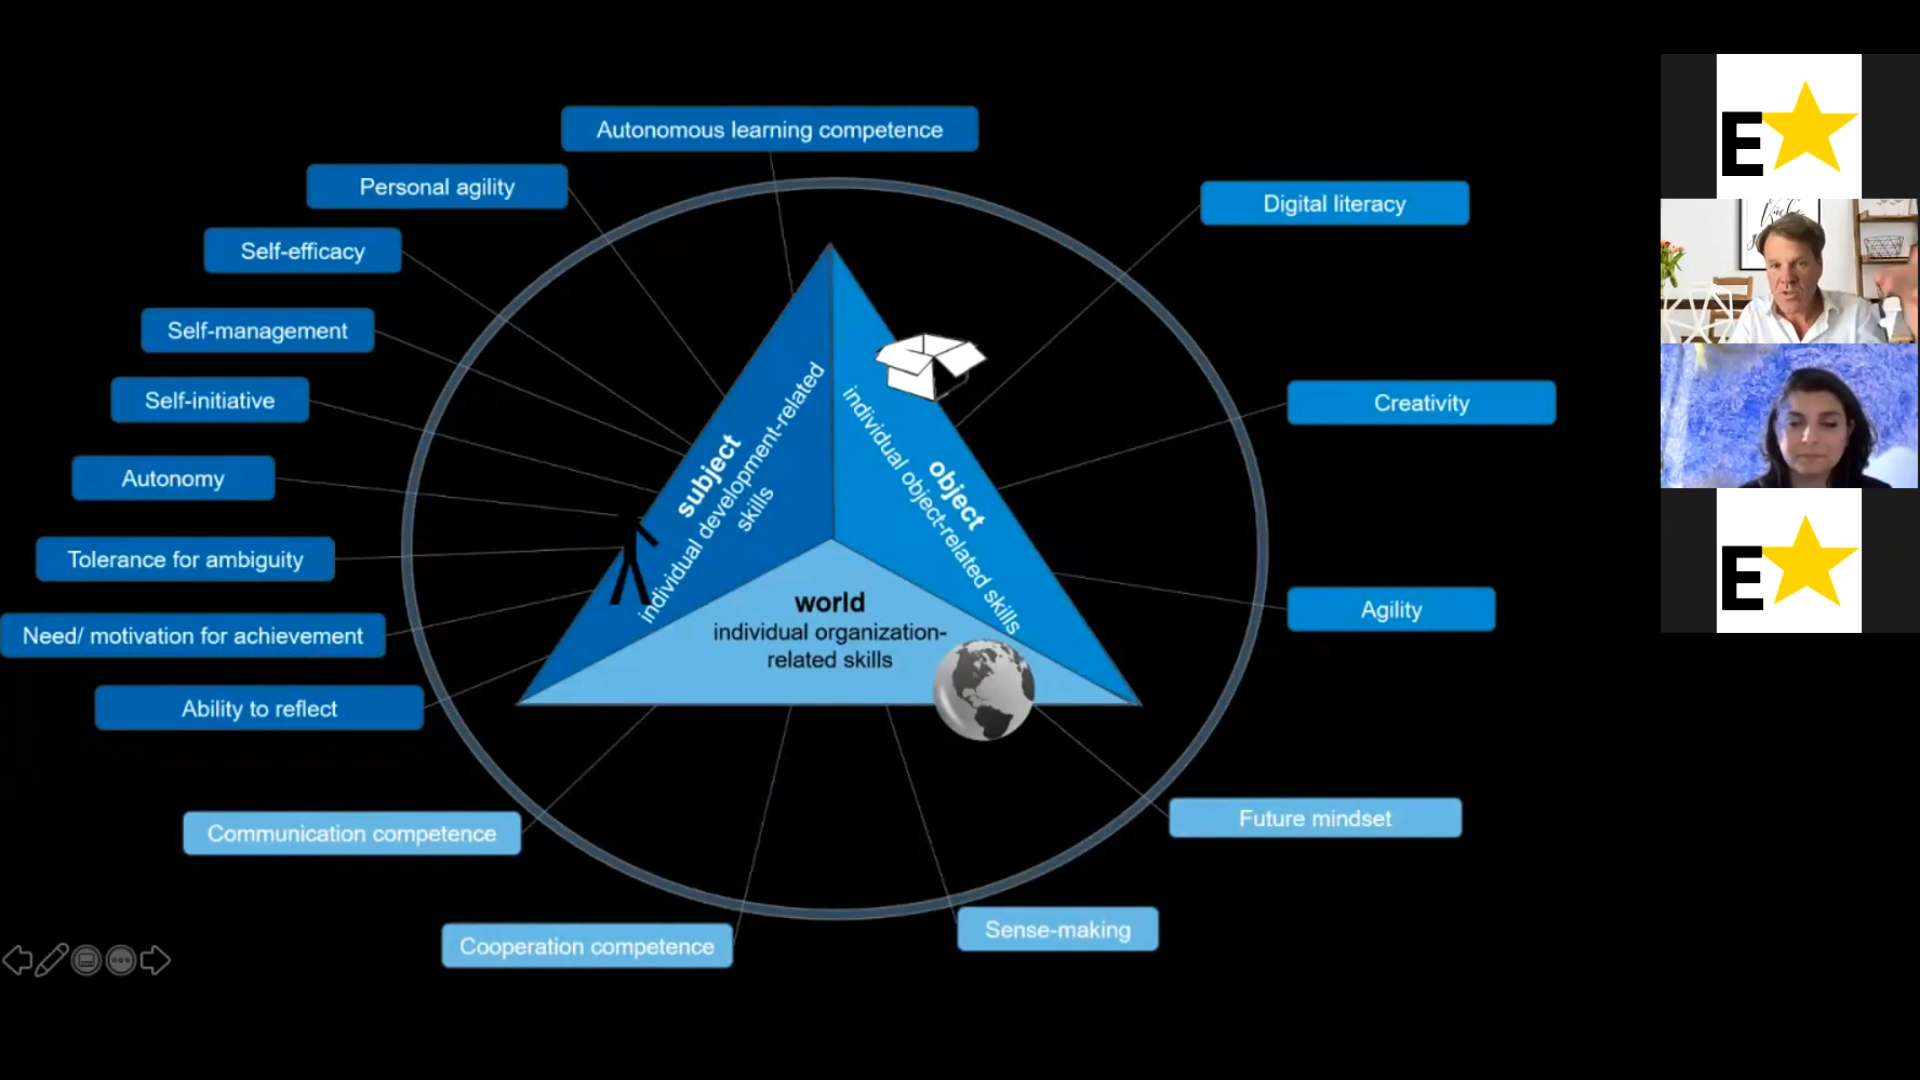 Autonomous learning competence
Personal agility
Digital literacy
Self-efficacy
Self-management
Self-initiative
Creativity
Autonomy
Tolerance for ambiguity
Need/ motivation for achievement
Agility
Ability to reflect
subject
individual development-related
skills
object
individual object-related skills
world
individual organization-
related skills
Communication competence
Future mindset
Cooperation competence
Sense-making
E
Küche
E